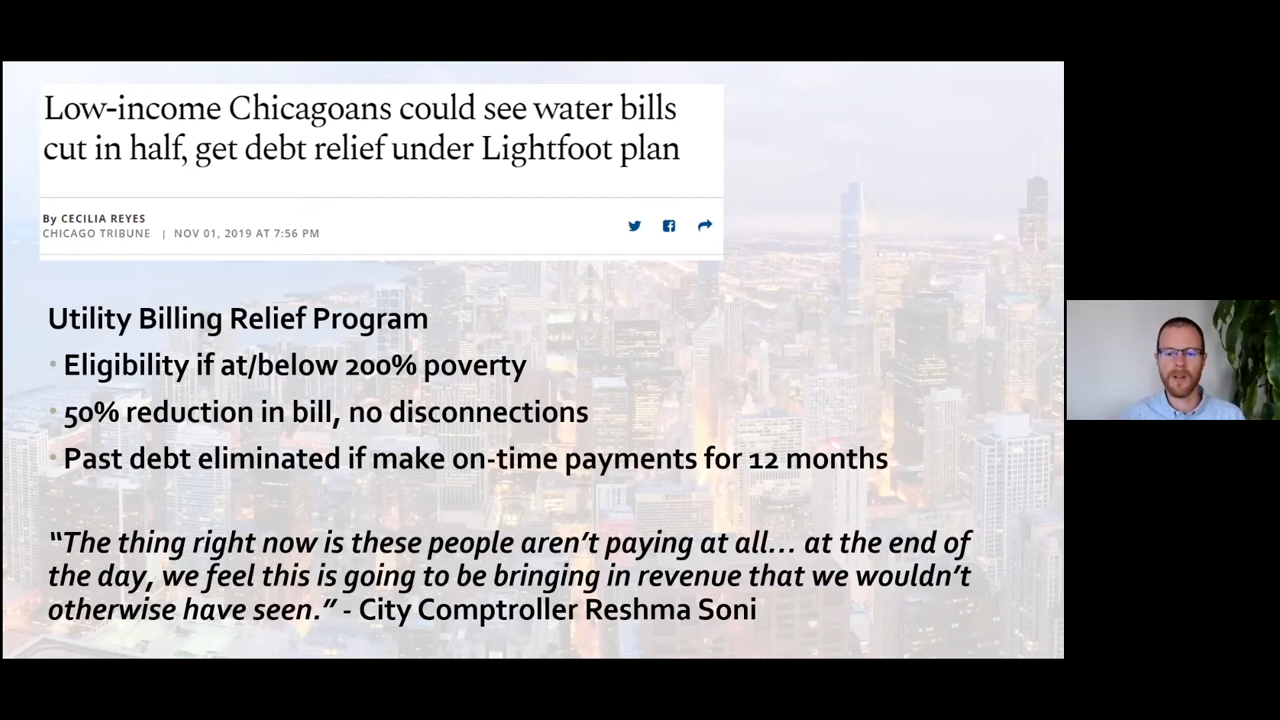 Low-income Chicagoans could see water bills
cut in half, get debt relief under Lightfoot plan
By CECILIA REYES
CHICAGO TRIBUNE | NOV 01, 2019 AT 7:56 PM
Utility Billing Relief Program
• Eligibility if at/below 200% poverty
• 50% reduction in bill, no disconnections
• Past debt eliminated if make on-time payments for 12 months
“The thing right now is these people aren’t paying at all… at the end of
the day, we feel this is going to be bringing in revenue that we wouldn’t
otherwise have seen.” - City Comptroller Reshma Soni